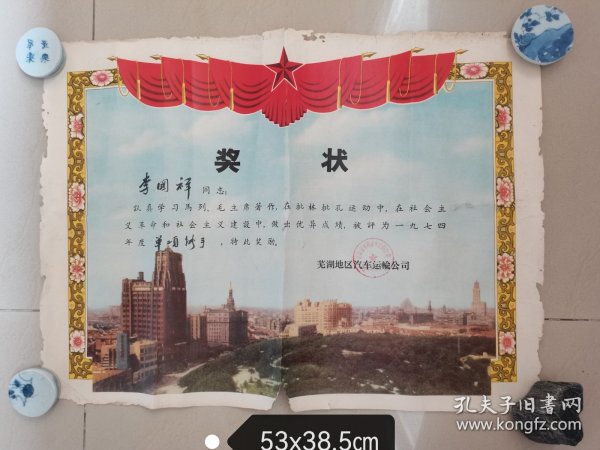 奖状
李国祥 同志：
认真学习马列、毛主席著作，在批林批孔运动中，在社会主
义革命和社会主义建设中，做出优异成绩，被评为一九七四
年度单项能手，特此奖励。
芜湖地区汽车运输公司
53x38.5cm
孔夫子旧书网
www.kongfz.com